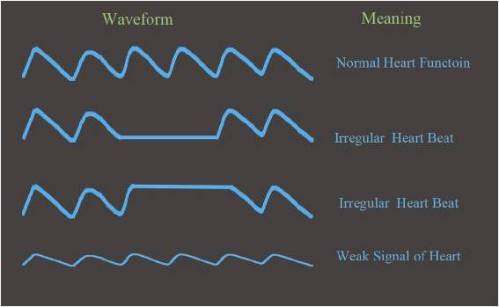 Waveform Meaning
Normal Heart Functoin
Irregular Heart Beat
Irregular Heart Beat
Weak Signal of Heart